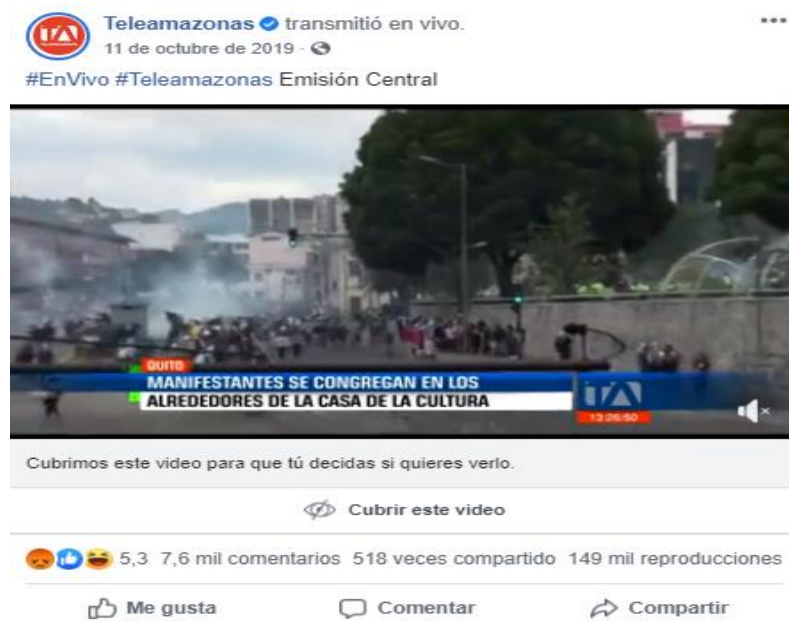 Teleamazonas transmitió en vivo.
11 de octubre de 2019 ·
#EnVivo #Teleamazonas Emisión Central
QUITO
MANIFESTANTES SE CONGREGAN EN LOS
ALREDEDORES DE LA CASA DE LA CULTURA
TA
13:26:50
Cubrimos este video para que tú decidas si quieres verlo.
Cubrir este video
5,3 7,6 mil comentarios 518 veces compartido 149 mil reproducciones
Me gusta Comentar Compartir